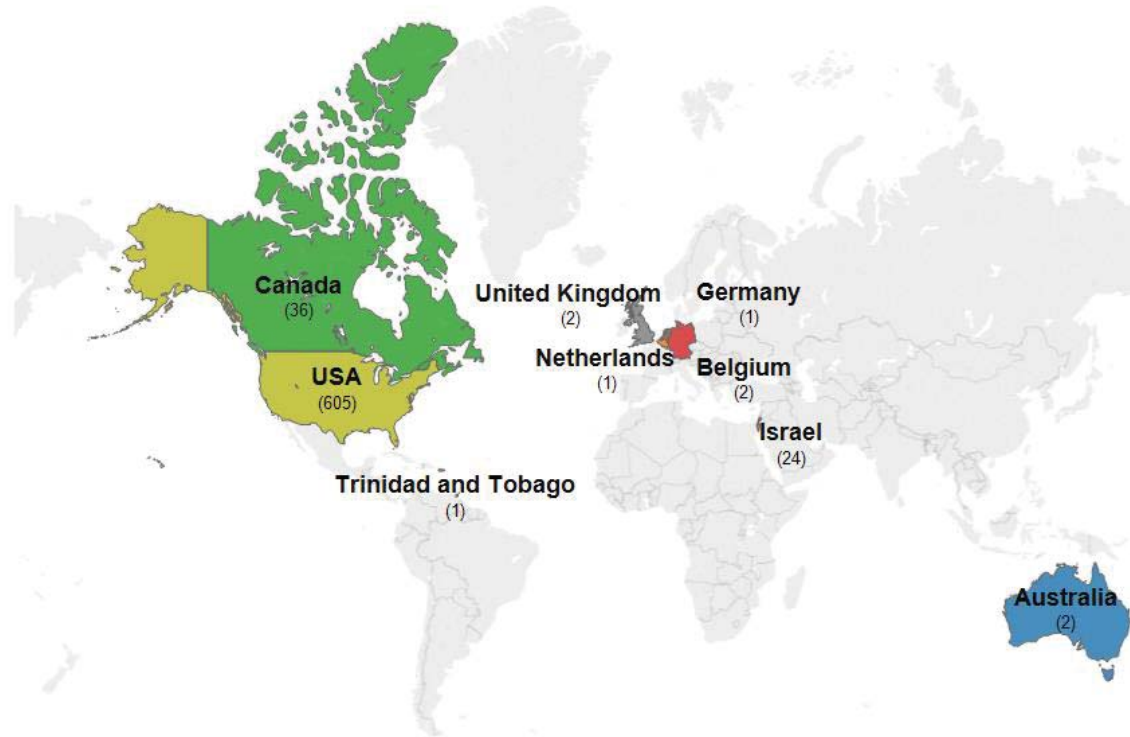 Canada
(36)
United Kingdom
(2)
Germany
(1)
Netherlands
(1)
Belgium
(2)
USA
(605)
Israel
(24)
Trinidad and Tobago
(1)
Australia
(2)